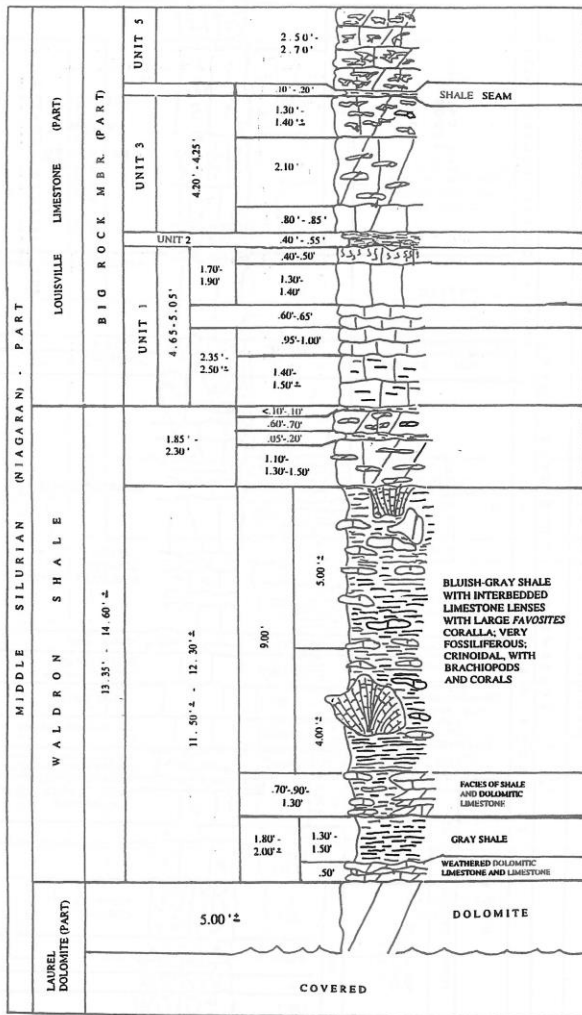 MIDDLE SILURIAN (NIAGARAN) - PART
LOUISVILLE LIMESTONE (PART)
BIG ROCK MBR. (PART)
UNIT 5
2.50'-
2.70'
.10'-.20'
SHALE SEAM
UNIT 3
4.20' - 4.25'
1.30'-
1.40'±
2.10'
.80'-.85'
UNIT 2
.40'-.55'
UNIT 1
4.65-5.05'
1.70'-
1.90'
.40'-.50'
1.30'-
1.40'
.60'-.65'
2.35'-
2.50'±
.95'-1.00'
1.40'-
1.50'±
WALDRON SHALE
13.35' - 14.60'±
1.85' -
2.30'
<.10'-.10'
.60'-.70'
.05'-.20'
1.10'-
1.30'-1.50'
11.50'± - 12.30'±
9.00'
5.00'±
4.00'±
BLUISH-GRAY SHALE
WITH INTERBEDDED
LIMESTONE LENSES
WITH LARGE FAVOSITES
CORALLA; VERY
FOSSILIFEROUS;
CRINOIDAL, WITH
BRACHIOPODS
AND CORALS
.70'-.90'-
1.30'
FACIES OF SHALE
AND DOLOMITIC
LIMESTONE
1.80'-
2.00'±
1.30'-
1.50'
GRAY SHALE
.50'
WEATHERED DOLOMITIC
LIMESTONE AND LIMESTONE
LAUREL
DOLOMITE (PART)
5.00'±
DOLOMITE
COVERED